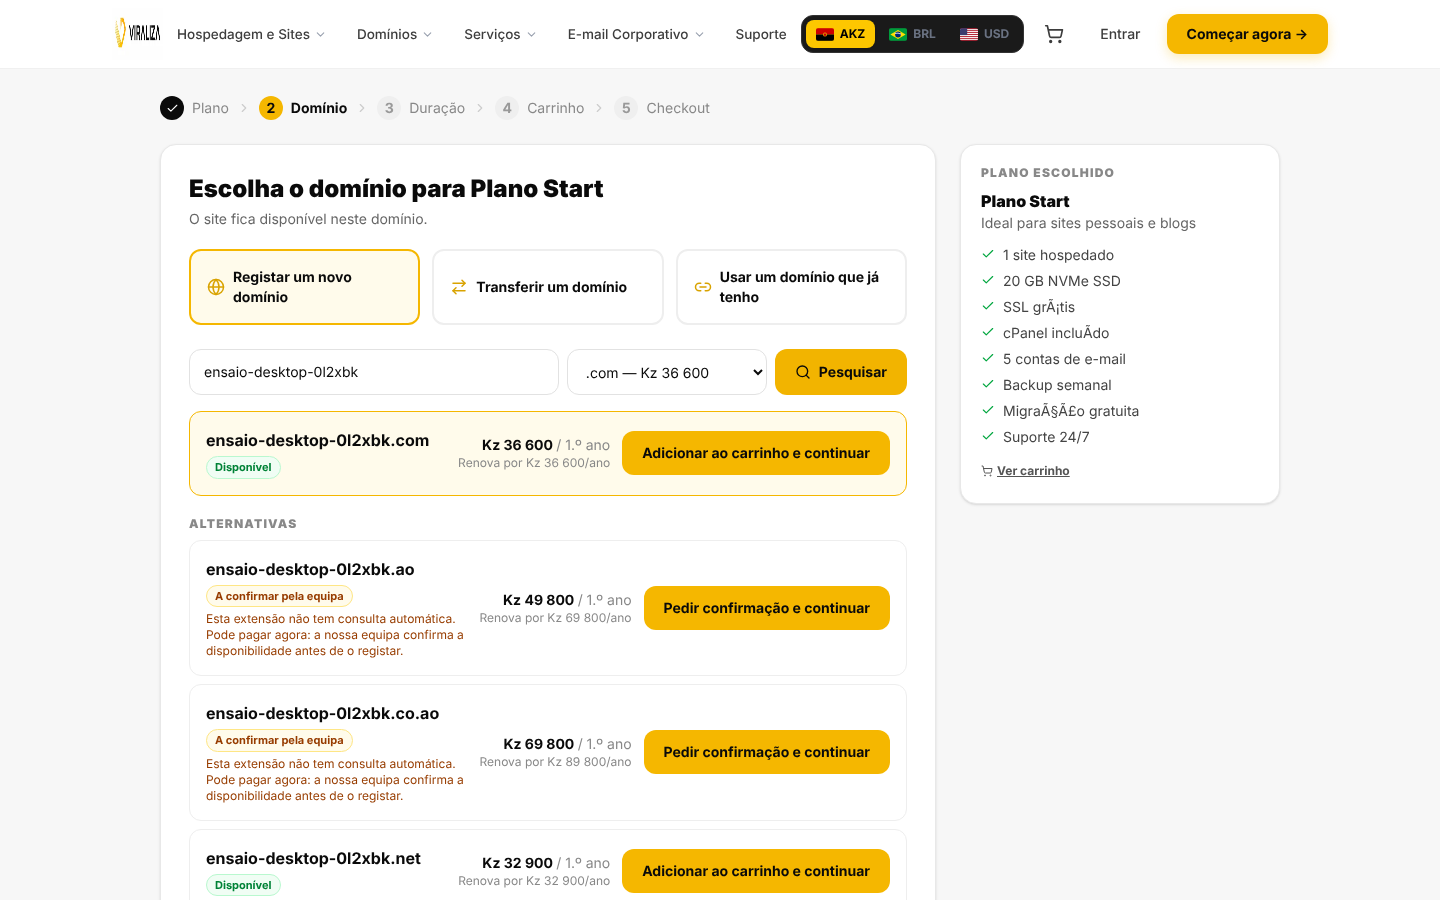 VIRALIZA
Hospedagem e Sites
Domínios
Serviços
E-mail Corporativo
Suporte
AKZ
BRL
USD
Entrar
Começar agora →
Plano
2 Domínio
3 Duração
4 Carrinho
5 Checkout
Escolha o domínio para Plano Start
O site fica disponível neste domínio.
Registar um novo
domínio
Transferir um domínio
Usar um domínio que já
tenho
ensaio-desktop-0l2xbk
.com — Kz 36 600
Pesquisar
ensaio-desktop-0l2xbk.com
Disponível
Kz 36 600 / 1.º ano
Renova por Kz 36 600/ano
Adicionar ao carrinho e continuar
ALTERNATIVAS
ensaio-desktop-0l2xbk.ao
A confirmar pela equipa
Esta extensão não tem consulta automática.
Pode pagar agora: a nossa equipa confirma a
disponibilidade antes de o registar.
Kz 49 800 / 1.º ano
Renova por Kz 69 800/ano
Pedir confirmação e continuar
ensaio-desktop-0l2xbk.co.ao
A confirmar pela equipa
Esta extensão não tem consulta automática.
Pode pagar agora: a nossa equipa confirma a
disponibilidade antes de o registar.
Kz 69 800 / 1.º ano
Renova por Kz 89 800/ano
Pedir confirmação e continuar
ensaio-desktop-0l2xbk.net
Disponível
Kz 32 900 / 1.º ano
Renova por Kz 32 900/ano
Adicionar ao carrinho e continuar
PLANO ESCOLHIDO
Plano Start
Ideal para sites pessoais e blogs
1 site hospedado
20 GB NVMe SSD
SSL grÃ¡tis
cPanel incluÃdo
5 contas de e-mail
Backup semanal
MigraÃ§Ã£o gratuita
Suporte 24/7
Ver carrinho